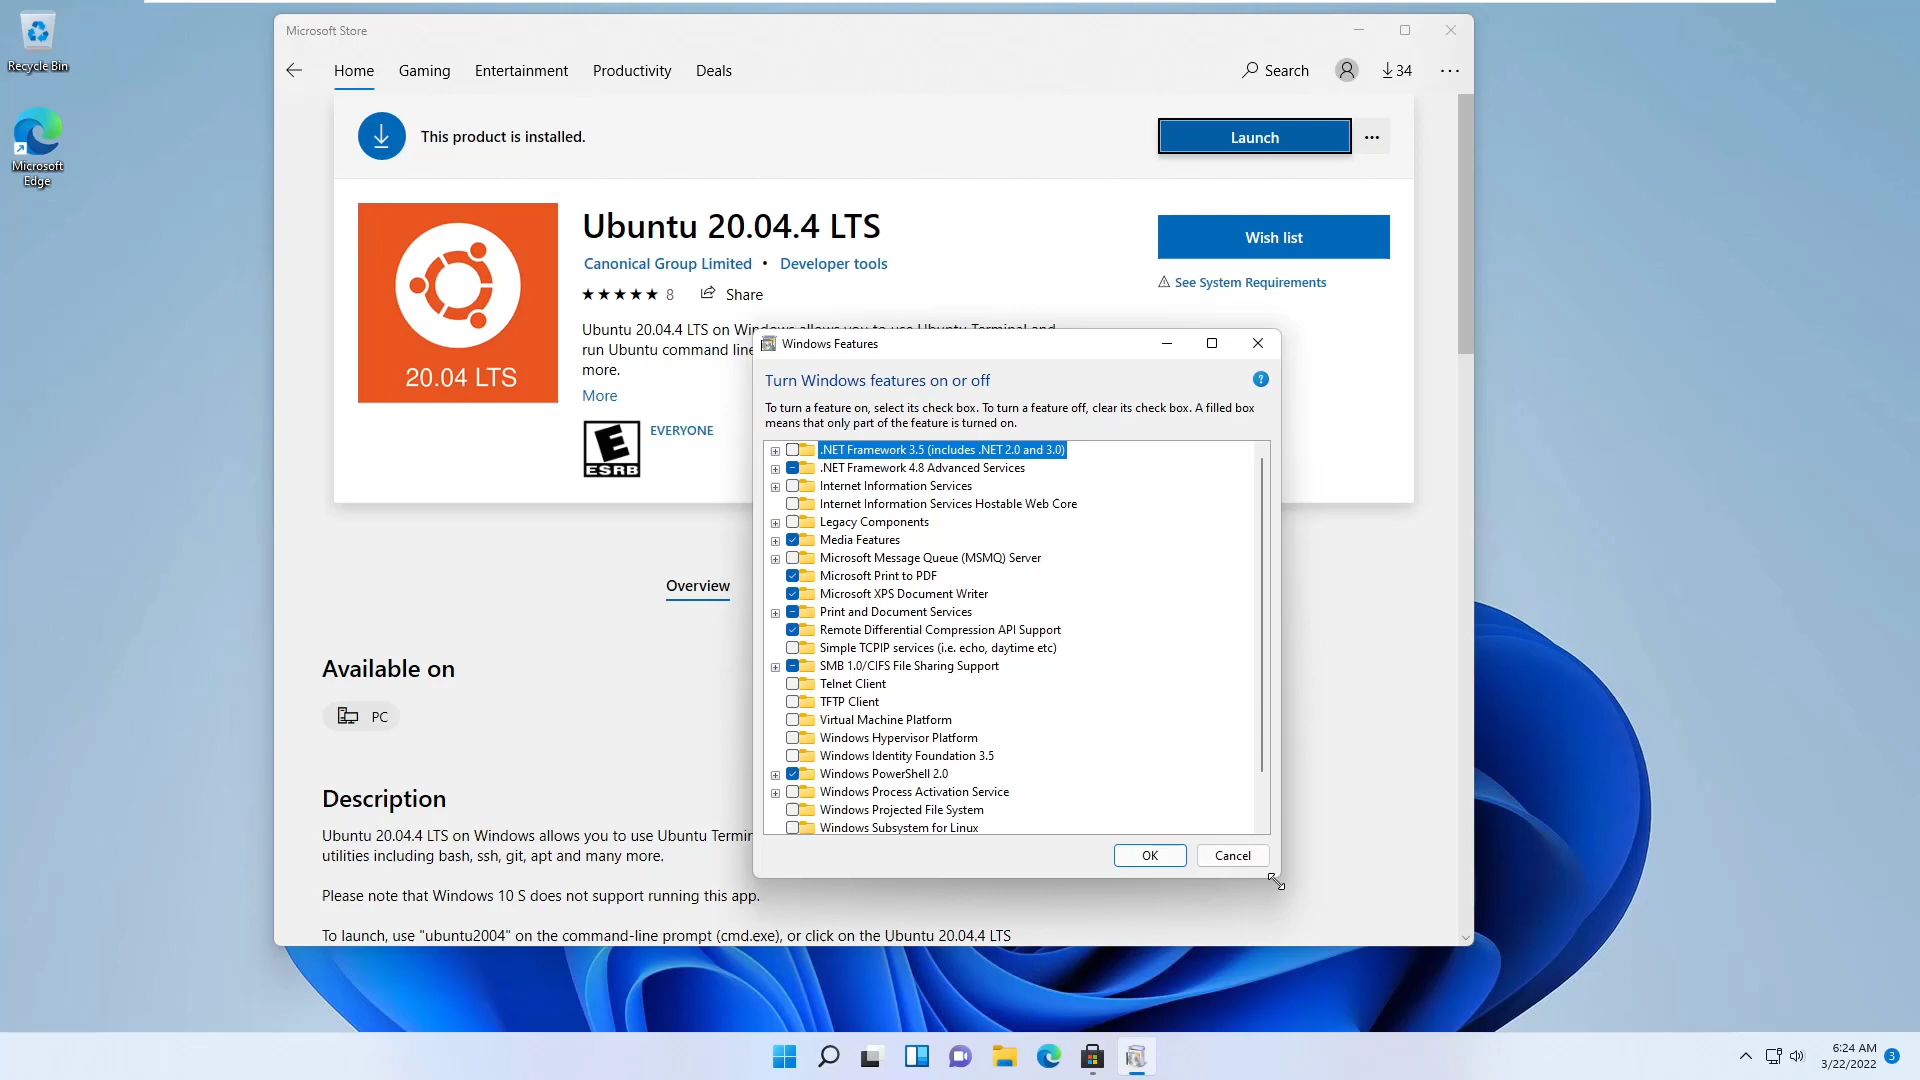 Recycle Bin
Microsoft
Edge
Microsoft Store
Home Gaming Entertainment Productivity Deals
Search
34
This product is installed.
Launch
20.04 LTS
Ubuntu 20.04.4 LTS
Canonical Group Limited • Developer tools
8 Share
Wish list
See System Requirements
Ubuntu 20.04.4 LTS on Windows allows you to use Ubuntu Terminal and
run Ubuntu command line
more.
More
E
ESRB
EVERYONE
Overview
Available on
PC
Description
Ubuntu 20.04.4 LTS on Windows allows you to use Ubuntu Termin
utilities including bash, ssh, git, apt and many more.
Please note that Windows 10 S does not support running this app.
To launch, use "ubuntu2004" on the command-line prompt (cmd.exe), or click on the Ubuntu 20.04.4 LTS
Windows Features
Turn Windows features on or off
To turn a feature on, select its check box. To turn a feature off, clear its check box. A filled box
means that only part of the feature is turned on.
.NET Framework 3.5 (includes .NET 2.0 and 3.0)
.NET Framework 4.8 Advanced Services
Internet Information Services
Internet Information Services Hostable Web Core
Legacy Components
Media Features
Microsoft Message Queue (MSMQ) Server
Microsoft Print to PDF
Microsoft XPS Document Writer
Print and Document Services
Remote Differential Compression API Support
Simple TCPIP services (i.e. echo, daytime etc)
SMB 1.0/CIFS File Sharing Support
Telnet Client
TFTP Client
Virtual Machine Platform
Windows Hypervisor Platform
Windows Identity Foundation 3.5
Windows PowerShell 2.0
Windows Process Activation Service
Windows Projected File System
Windows Subsystem for Linux
OK Cancel
6:24 AM
3/22/2022
3